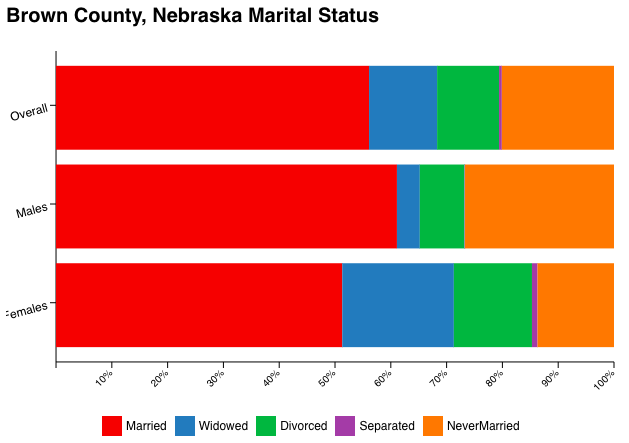 Brown County, Nebraska Marital Status
Overall
Males
Females
10% 20% 30% 40% 50% 60% 70% 80% 90% 100%
Married Widowed Divorced Separated NeverMarried